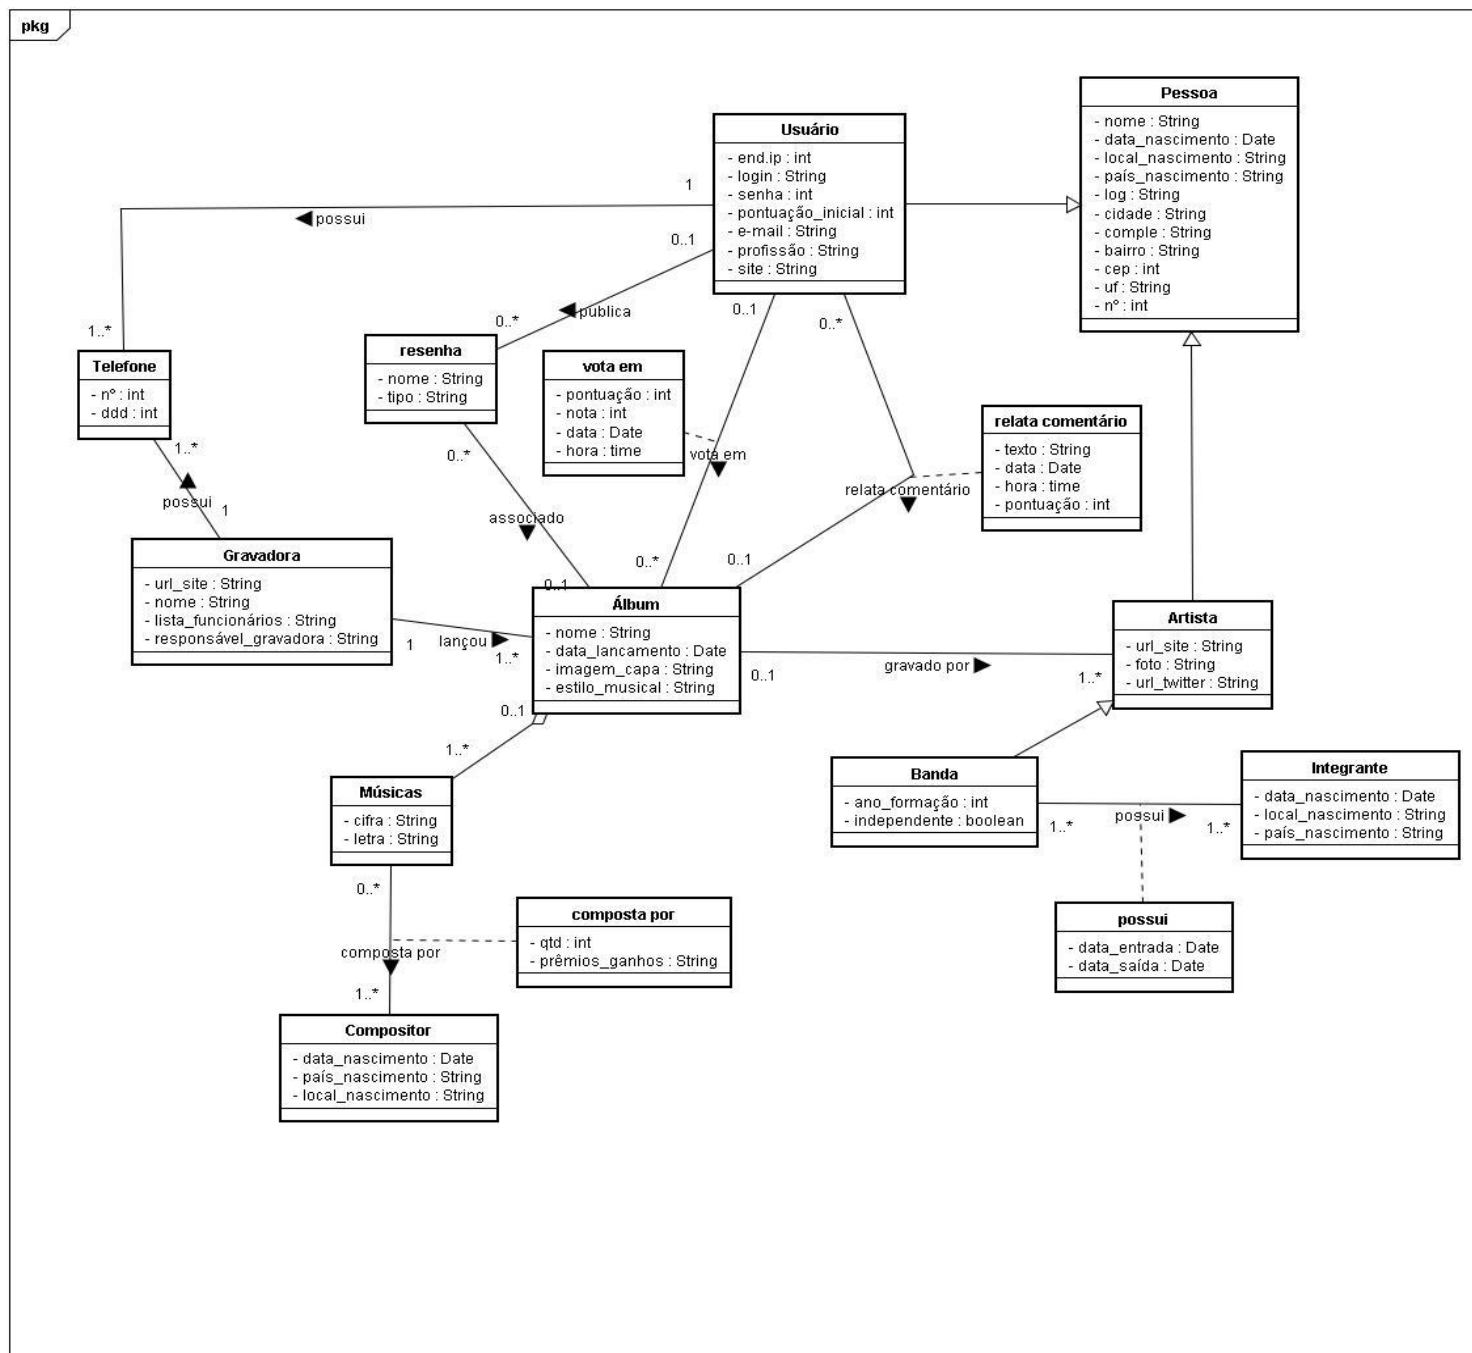 pkg
Pessoa
- nome : String
- data_nascimento : Date
- local_nascimento : String
- país_nascimento : String
- log : String
- cidade : String
- comple : String
- bairro : String
- cep : int
- uf : String
- nº : int
Usuário
- end.ip : int
- login : String
- senha : int
- pontuação_inicial : int
- e-mail : String
- profissão : String
- site : String
1
possui
0..1
publica
0..*
0..1
0..*
1..*
Telefone
- nº : int
- ddd : int
resenha
- nome : String
- tipo : String
vota em
- pontuação : int
- nota : int
- data : Date
- hora : time
vota em
relata comentário
- texto : String
- data : Date
- hora : time
- pontuação : int
relata comentário
1..*
possui
1
0..*
associado
0..1
0..*
0..1
Gravadora
- url_site : String
- nome : String
- lista_funcionários : String
- responsável_gravadora : String
1
lançou
1..*
Álbum
- nome : String
- data_lancamento : Date
- imagem_capa : String
- estilo_musical : String
0..1
gravado por
1..*
Artista
- url_site : String
- foto : String
- url_twitter : String
0..1
1..*
Músicas
- cifra : String
- letra : String
Banda
- ano_formação : int
- independente : boolean
1..*
possui
1..*
Integrante
- data_nascimento : Date
- local_nascimento : String
- país_nascimento : String
possui
- data_entrada : Date
- data_saída : Date
0..*
composta por
1..*
composta por
- qtd : int
- prêmios_ganhos : String
Compositor
- data_nascimento : Date
- país_nascimento : String
- local_nascimento : String